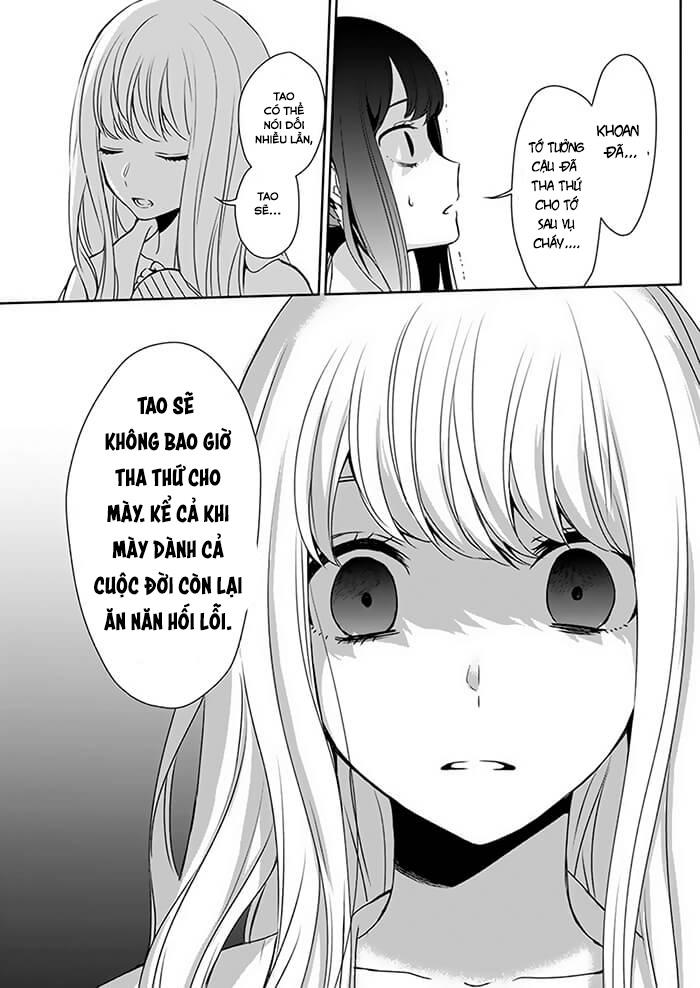 KHOAN
ĐÃ...
TỚ TƯỞNG
CẬU ĐÃ
THA THỨ
CHO TỚ
SAU VỤ
CHÁY....
TAO
CÓ THỂ
NÓI DỐI
NHIỀU LẦN,
TAO
SẼ...
TAO SẼ
KHÔNG BAO GIỜ
THA THỨ CHO
MÀY. KỂ CẢ KHI
MÀY DÀNH CẢ
CUỘC ĐỜI CÒN LẠI
ĂN NĂN HỐI LỖI.